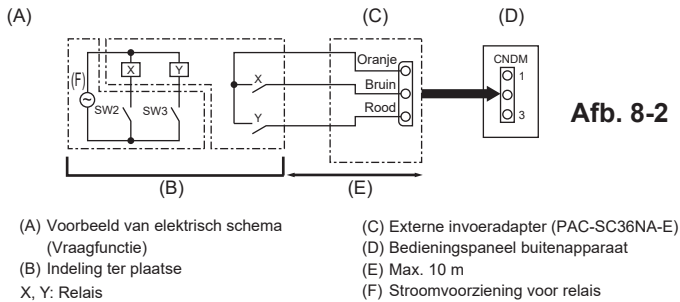 (A)
(C)
(D)
(F)
X
Y
SW2
SW3
X
Y
Oranje
Bruin
Rood
CNDM
1
3
Afb. 8-2
(B)
(E)
(A) Voorbeeld van elektrisch schema
(Vraagfunctie)
(B) Indeling ter plaatse
X, Y: Relais
(C) Externe invoeradapter (PAC-SC36NA-E)
(D) Bedieningspaneel buitenapparaat
(E) Max. 10 m
(F) Stroomvoorziening voor relais